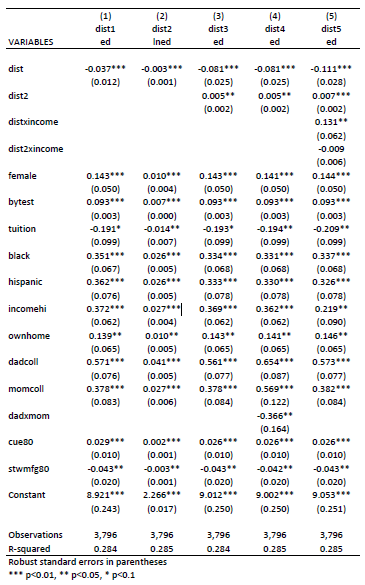 (1) (2) (3) (4) (5)
dist1 dist2 dist3 dist4 dist5
VARIABLES ed lned ed ed ed
dist -0.037*** -0.003*** -0.081*** -0.081*** -0.111***
(0.012) (0.001) (0.025) (0.025) (0.028)
dist2 0.005** 0.005** 0.007***
(0.002) (0.002) (0.002)
distxincome 0.131**
(0.062)
dist2xincome -0.009
(0.006)
female 0.143*** 0.010*** 0.143*** 0.141*** 0.144***
(0.050) (0.004) (0.050) (0.050) (0.050)
bytest 0.093*** 0.007*** 0.093*** 0.093*** 0.093***
(0.003) (0.000) (0.003) (0.003) (0.003)
tuition -0.191* -0.014** -0.193* -0.194** -0.209**
(0.099) (0.007) (0.099) (0.099) (0.099)
black 0.351*** 0.026*** 0.334*** 0.331*** 0.337***
(0.067) (0.005) (0.068) (0.068) (0.068)
hispanic 0.362*** 0.026*** 0.333*** 0.330*** 0.326***
(0.076) (0.005) (0.078) (0.078) (0.078)
incomehi 0.372*** 0.027*** 0.369*** 0.362*** 0.219**
(0.062) (0.004) (0.062) (0.062) (0.090)
ownhome 0.139** 0.010** 0.143** 0.141** 0.146**
(0.065) (0.005) (0.065) (0.065) (0.065)
dadcoll 0.571*** 0.041*** 0.561*** 0.654*** 0.573***
(0.076) (0.005) (0.077) (0.087) (0.077)
momcoll 0.378*** 0.027*** 0.378*** 0.569*** 0.382***
(0.083) (0.006) (0.084) (0.122) (0.084)
dadxmom -0.366**
(0.164)
cue80 0.029*** 0.002*** 0.026*** 0.026*** 0.026***
(0.010) (0.001) (0.010) (0.010) (0.010)
stwmfg80 -0.043** -0.003** -0.043** -0.042** -0.043**
(0.020) (0.001) (0.020) (0.020) (0.020)
Constant 8.921*** 2.266*** 9.012*** 9.002*** 9.053***
(0.243) (0.017) (0.250) (0.250) (0.251)
Observations 3,796 3,796 3,796 3,796 3,796
R-squared 0.284 0.285 0.284 0.285 0.285
Robust standard errors in parentheses
*** p<0.01, ** p<0.05, * p<0.1